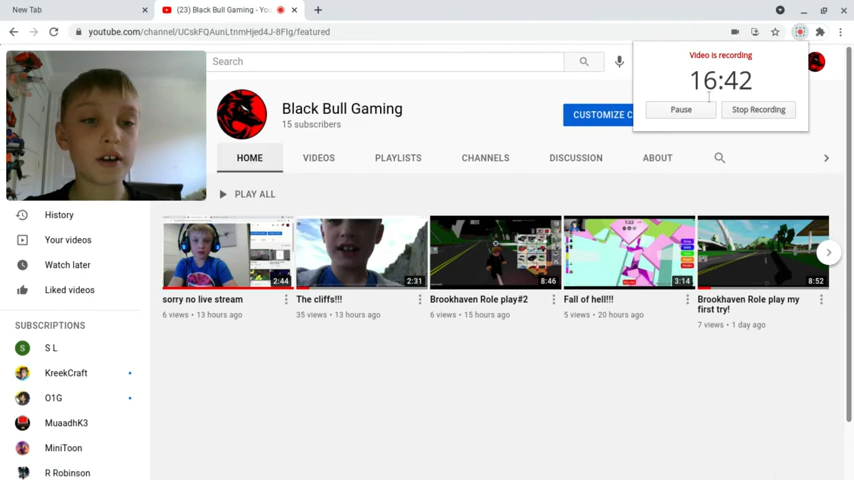 New Tab
(23) Black Bull Gaming - You
youtube.com/channel/UCskFQAunLtnmHjed4J-8FIg/featured
Search
Video is recording
16:42
Pause
Stop Recording
Black Bull Gaming
15 subscribers
CUSTOMIZE C
HOME
VIDEOS
PLAYLISTS
CHANNELS
DISCUSSION
ABOUT
PLAY ALL
History
Your videos
Watch later
Liked videos
SUBSCRIPTIONS
S L
KreekCraft
O1G
MuaadhK3
MiniToon
R Robinson
2:44
sorry no live stream
6 views • 13 hours ago
2:31
The cliffs!!!
35 views • 13 hours ago
8:46
Brookhaven Role play#2
6 views • 15 hours ago
3:14
Fall of hell!!!
5 views • 20 hours ago
8:52
Brookhaven Role play my
first try!
7 views • 1 day ago